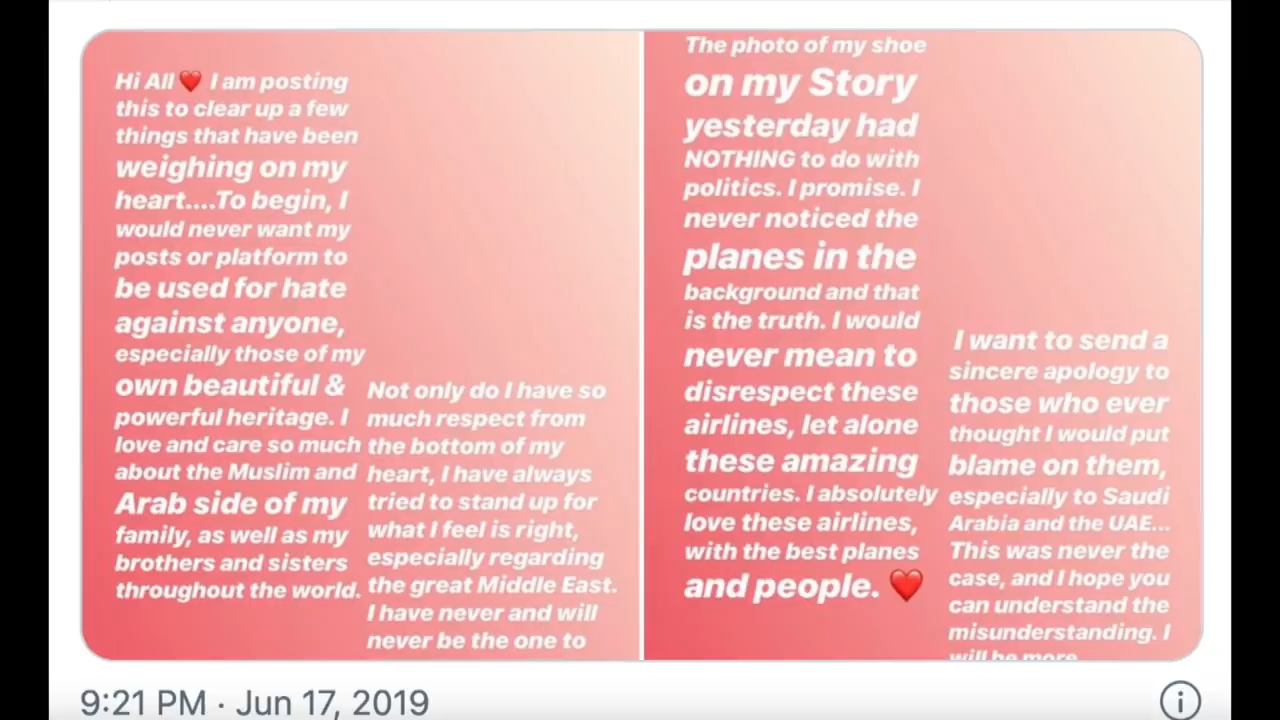 Hi All ❤️ I am posting
this to clear up a few
things that have been
weighing on my
heart....To begin, I
would never want my
posts or platform to
be used for hate
against anyone,
especially those of my
own beautiful &
powerful heritage. I
love and care so much
about the Muslim and
Arab side of my
family, as well as my
brothers and sisters
throughout the world.
Not only do I have so
much respect from
the bottom of my
heart, I have always
tried to stand up for
what I feel is right,
especially regarding
the great Middle East.
I have never and will
never be the one to
The photo of my shoe
on my Story
yesterday had
NOTHING to do with
politics. I promise. I
never noticed the
planes in the
background and that
is the truth. I would
never mean to
disrespect these
airlines, let alone
these amazing
countries. I absolutely
love these airlines,
with the best planes
and people. ❤️
I want to send a
sincere apology to
those who ever
thought I would put
blame on them,
especially to Saudi
Arabia and the UAE...
This was never the
case, and I hope you
can understand the
misunderstanding. I
will be more
9:21 PM · Jun 17, 2019